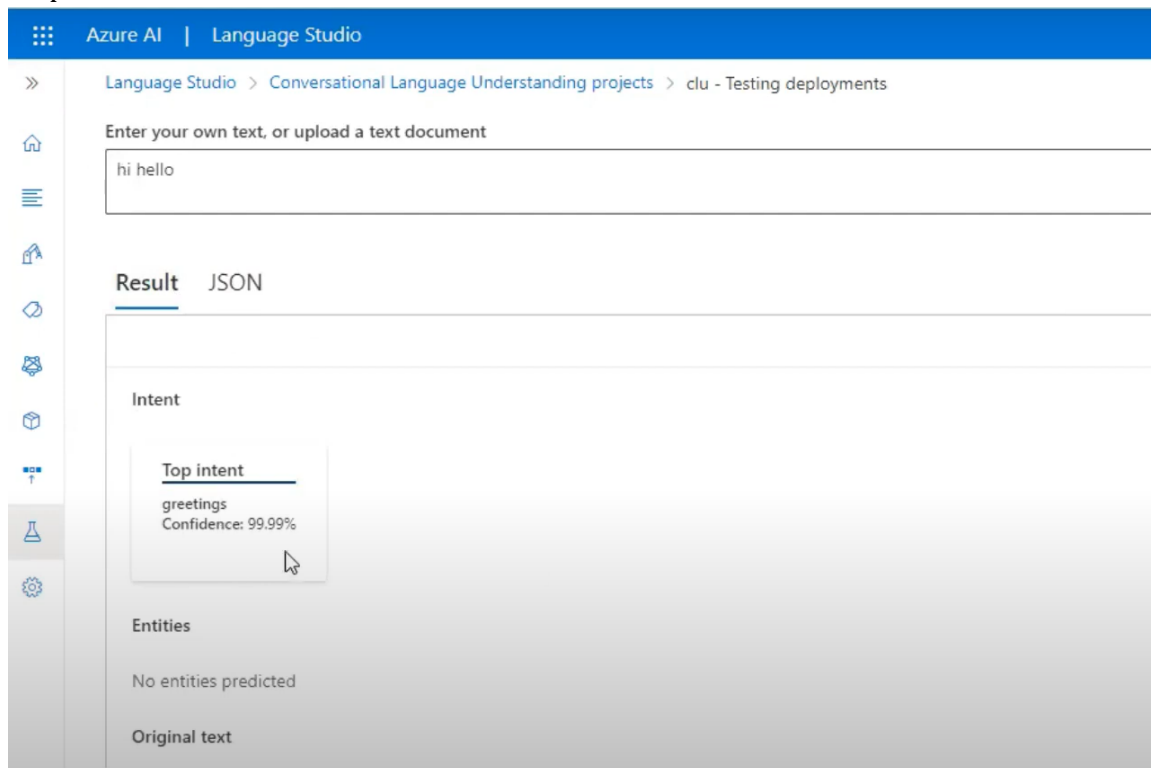 Azure AI | Language Studio
Language Studio > Conversational Language Understanding projects > clu - Testing deployments
Enter your own text, or upload a text document
hi hello
Result JSON
Intent
Top intent
greetings
Confidence: 99.99%
Entities
No entities predicted
Original text